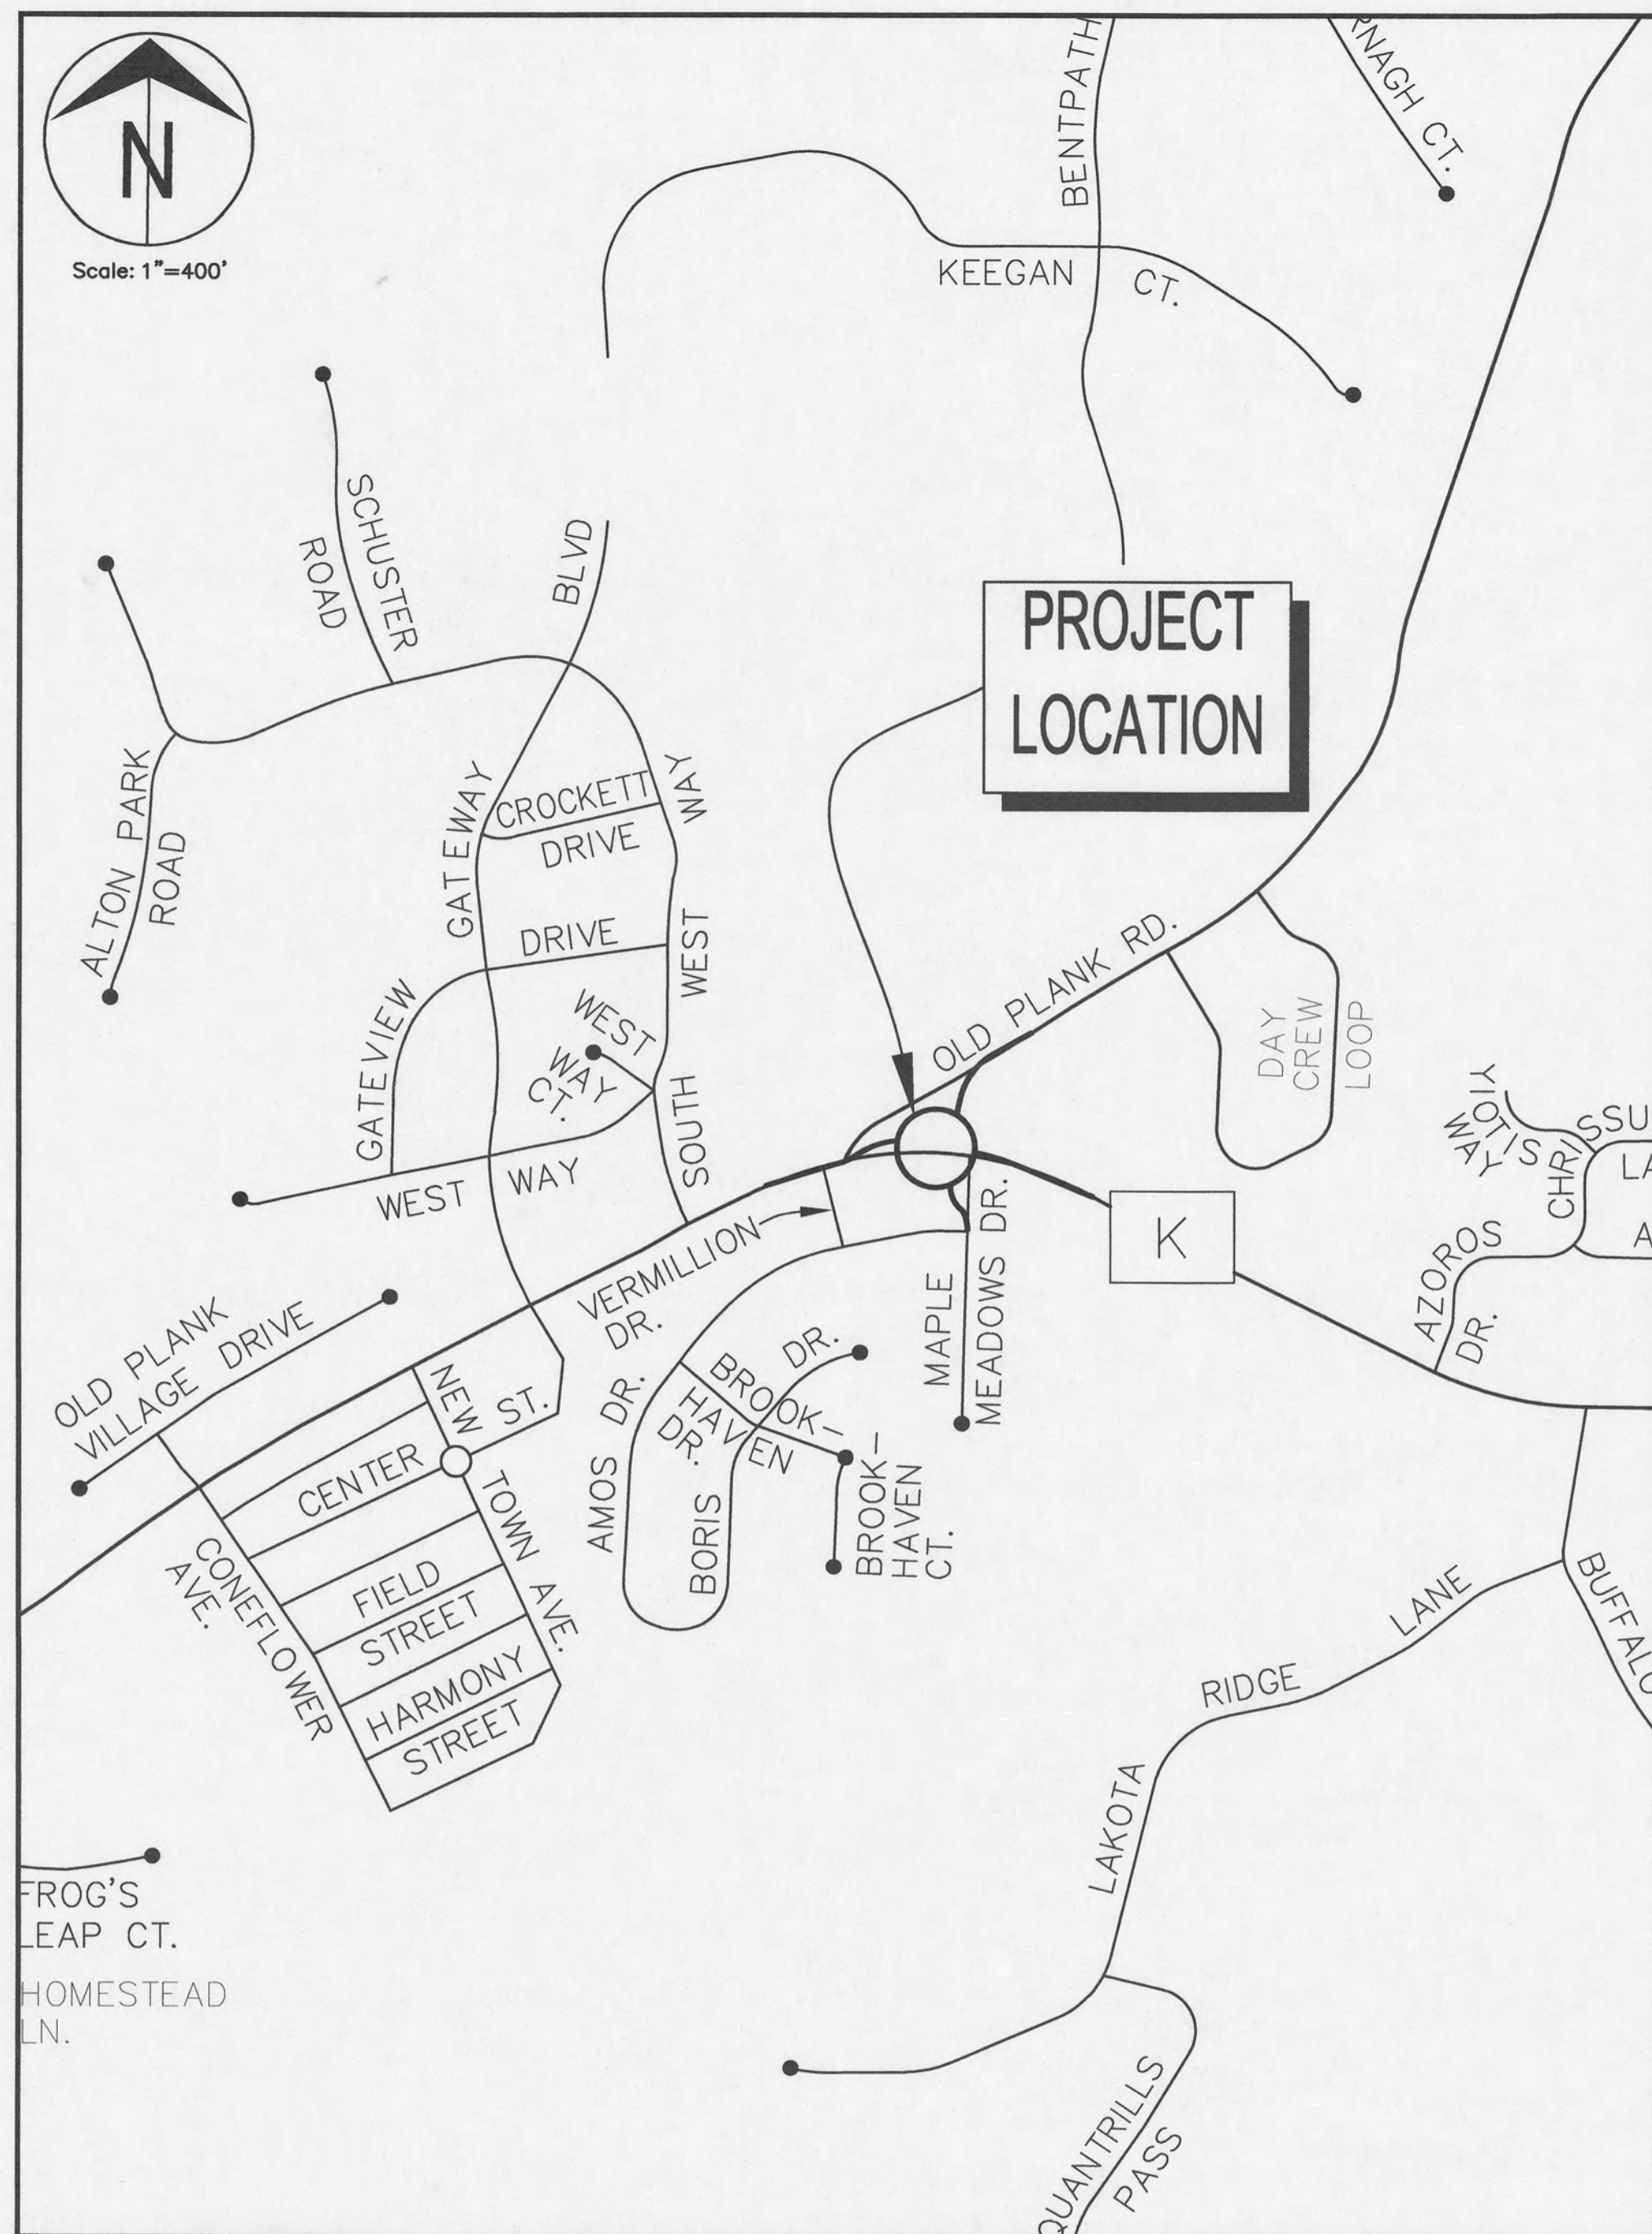 N
Scale: 1"=400'
BENTPATH
RNAGH CT.
KEEGAN CT.
SCHUSTER
ROAD
BLVD
PROJECT
LOCATION
GATEWAY
CROCKETT
DRIVE
WAY
ALTON PARK
ROAD
DRIVE
WEST
GATEVIEW
WEST
WAY
CT.
SOUTH
OLD PLANK RD.
DAY
CREW
LOOP
YIOTIS
WAY
CHRI
SSU
LA
A
WEST WAY
VERMILLION
DR.
MAPLE
MEADOWS DR.
K
AZOROS
DR.
OLD PLANK
VILLAGE DRIVE
NEW
ST.
CENTER
TOWN AVE.
AMOS DR.
BROOK-
HAVEN
DR.
BORIS
DR.
BROOK-
HAVEN
CT.
CONEFLOWER
AVE.
FIELD
STREET
HARMONY
STREET
LANE
RIDGE
LAKOTA
BUFFALO
FROG'S
LEAP CT.
HOMESTEAD
LN.
QUANTRILLS
PASS